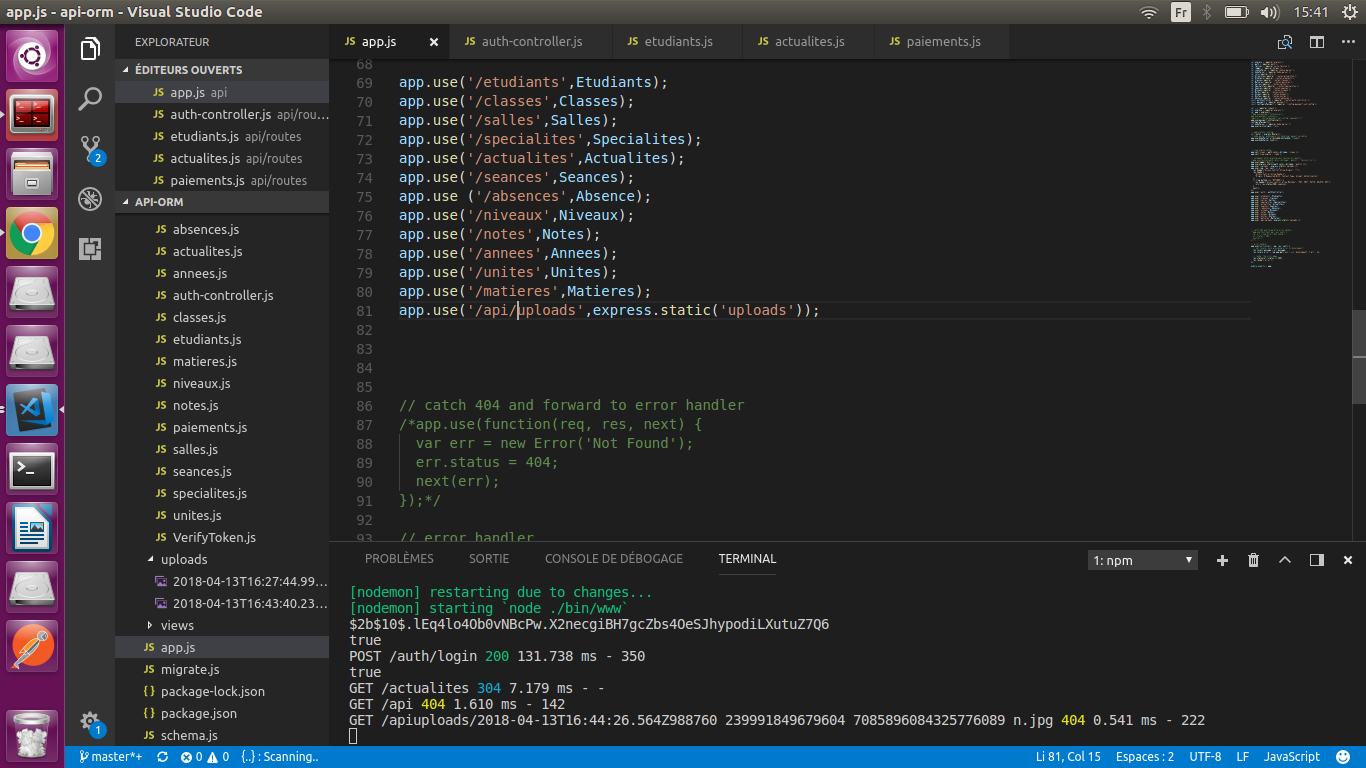 app.js - api-orm - Visual Studio Code
Fr
15:41
EXPLORATEUR
ÉDITEURS OUVERTS
JS app.js api
JS auth-controller.js api/rou...
JS etudiants.js api/routes
JS actualites.js api/routes
JS paiements.js api/routes
2
API-ORM
JS absences.js
JS actualites.js
JS annees.js
JS auth-controller.js
JS classes.js
JS etudiants.js
JS matieres.js
JS niveaux.js
JS notes.js
JS paiements.js
JS salles.js
JS seances.js
JS specialites.js
JS unites.js
JS VerifyToken.js
uploads
2018-04-13T16:27:44.99...
2018-04-13T16:43:40.23...
views
JS app.js
JS migrate.js
{ } package-lock.json
{ } package.json
JS schema.js
1
JS app.js
JS auth-controller.js
JS etudiants.js
JS actualites.js
JS paiements.js
68
69 app.use('/etudiants',Etudiants);
70 app.use('/classes',Classes);
71 app.use('/salles',Salles);
72 app.use('/specialites',Specialites);
73 app.use('/actualites',Actualites);
74 app.use('/seances',Seances);
75 app.use ('/absences',Absence);
76 app.use('/niveaux',Niveaux);
77 app.use('/notes',Notes);
78 app.use('/annees',Annees);
79 app.use('/unites',Unites);
80 app.use('/matieres',Matieres);
81 app.use('/api/uploads',express.static('uploads'));
82
83
84
85
86 // catch 404 and forward to error handler
87 /*app.use(function(req, res, next) {
88 var err = new Error('Not Found');
89 err.status = 404;
90 next(err);
91 });*/
92
93 // error handler
PROBLÈMES
SORTIE
CONSOLE DE DÉBOGAGE
TERMINAL
1: npm
[nodemon] restarting due to changes...
[nodemon] starting `node ./bin/www`
$2b$10$.lEq4lo4Ob0vNBcPw.X2necgiBH7gcZbs4OeSJhypodiLXutuZ7Q6
true
POST /auth/login 200 131.738 ms - 350
true
GET /actualites 304 7.179 ms - -
GET /api 404 1.610 ms - 142
GET /apiuploads/2018-04-13T16:44:26.564Z988760 239991849679604 7085896084325776089 n.jpg 404 0.541 ms - 222
master*+
0
0
{..} : Scanning..
Li 81, Col 15
Espaces : 2
UTF-8
LF
JavaScript